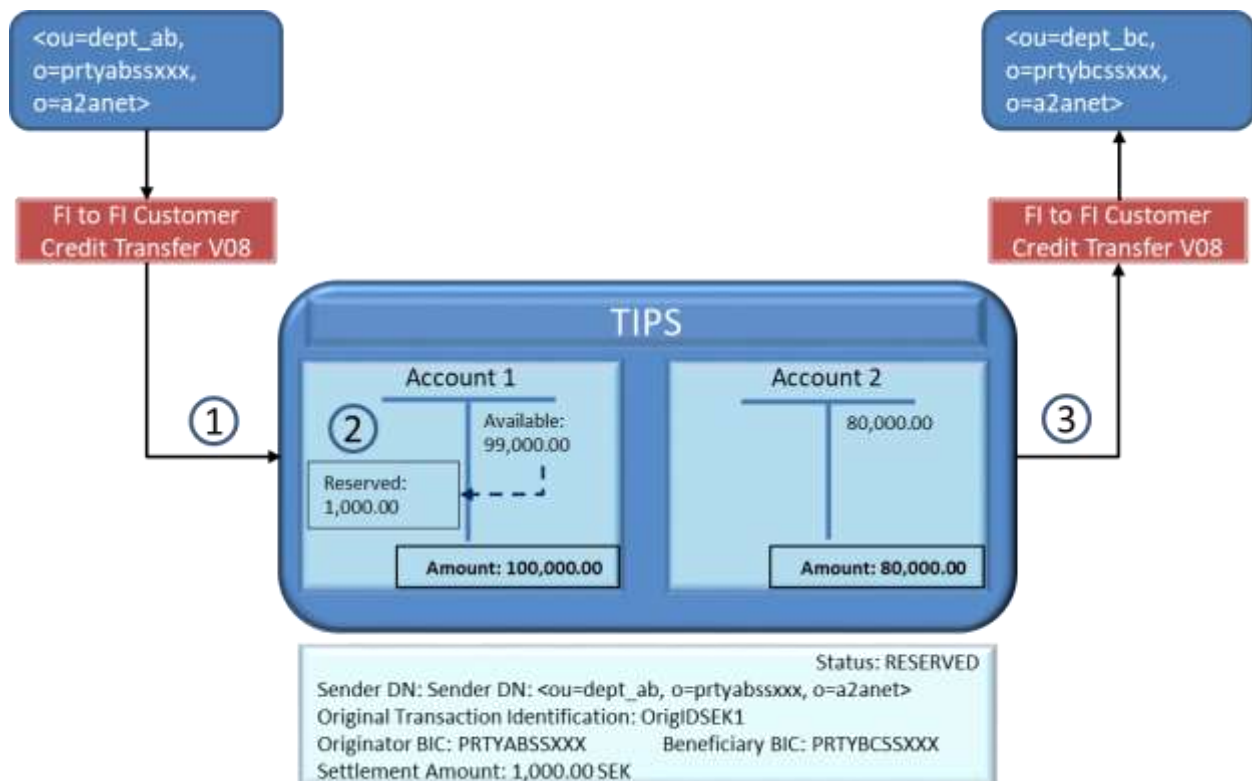 <ou=dept_ab,
o=prtyabssxxx,
o=a2anet>
<ou=dept_bc,
o=prtybcssxxx,
o=a2anet>
FI to FI Customer
Credit Transfer V08
FI to FI Customer
Credit Transfer V08
TIPS
Account 1
Account 2
1
2
Available:
99,000.00
80,000.00
3
Reserved:
1,000.00
Amount: 100,000.00
Amount: 80,000.00
Status: RESERVED
Sender DN: Sender DN: <ou=dept_ab, o=prtyabssxxx, o=a2anet>
Original Transaction Identification: OrigIDSEK1
Originator BIC: PRTYABSSXXX Beneficiary BIC: PRTYBCSSXXX
Settlement Amount: 1,000.00 SEK